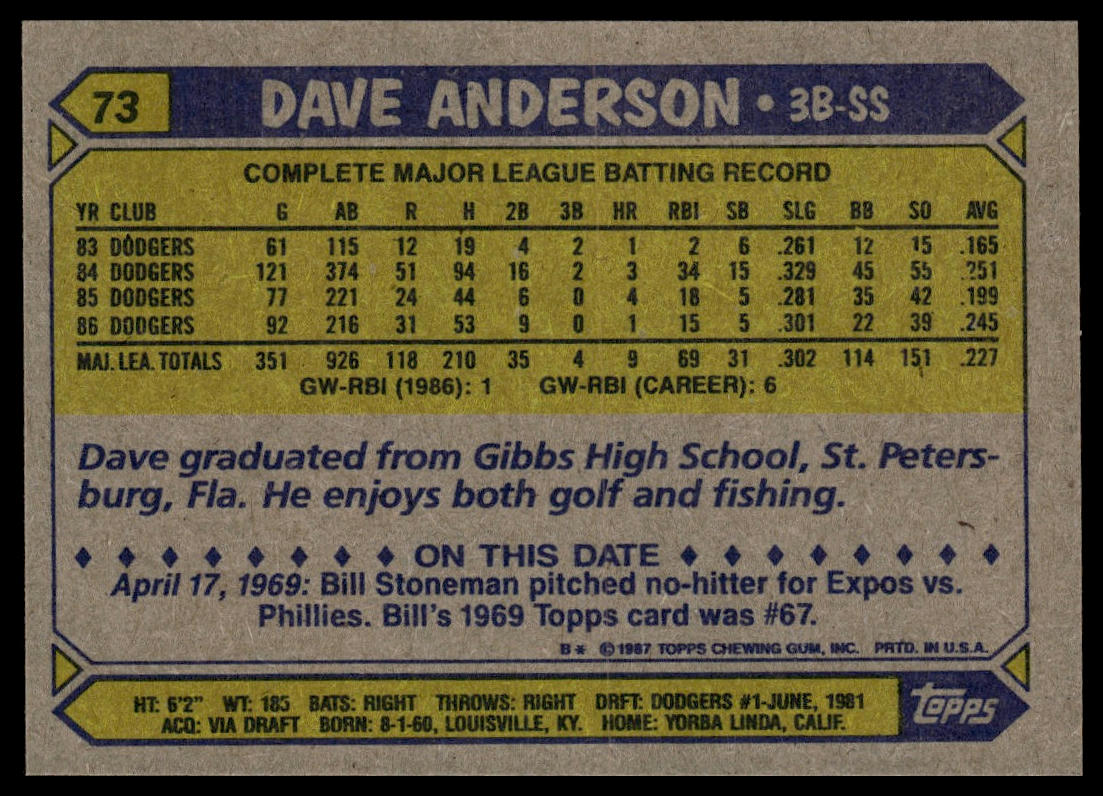 73 DAVE ANDERSON • 3B-SS
COMPLETE MAJOR LEAGUE BATTING RECORD
YR CLUB G AB R H 2B 3B HR RBI SB SLG BB SO AVG
83 DODGERS 61 115 12 19 4 2 1 2 6 .261 12 15 .165
84 DODGERS 121 374 51 94 16 2 3 34 15 .329 45 55 .251
85 DODGERS 77 221 24 44 6 0 4 18 5 .281 35 42 .199
86 DODGERS 92 216 31 53 9 0 1 15 5 .301 22 39 .245
MAJ. LEA. TOTALS 351 926 118 210 35 4 9 69 31 .302 114 151 .227
GW-RBI (1986): 1 GW-RBI (CAREER): 6
Dave graduated from Gibbs High School, St. Peters-
burg, Fla. He enjoys both golf and fishing.
♦ ♦ ♦ ♦ ♦ ♦ ♦ ♦ ON THIS DATE ♦ ♦ ♦ ♦ ♦ ♦ ♦ ♦
April 17, 1969: Bill Stoneman pitched no-hitter for Expos vs.
Phillies. Bill's 1969 Topps card was #67.
B* © 1987 TOPPS CHEWING GUM, INC. PRTD. IN U.S.A.
HT: 6'2" WT: 185 BATS: RIGHT THROWS: RIGHT DRFT: DODGERS #1-JUNE, 1981
ACQ: VIA DRAFT BORN: 8-1-60, LOUISVILLE, KY. HOME: YORBA LINDA, CALIF.
topps